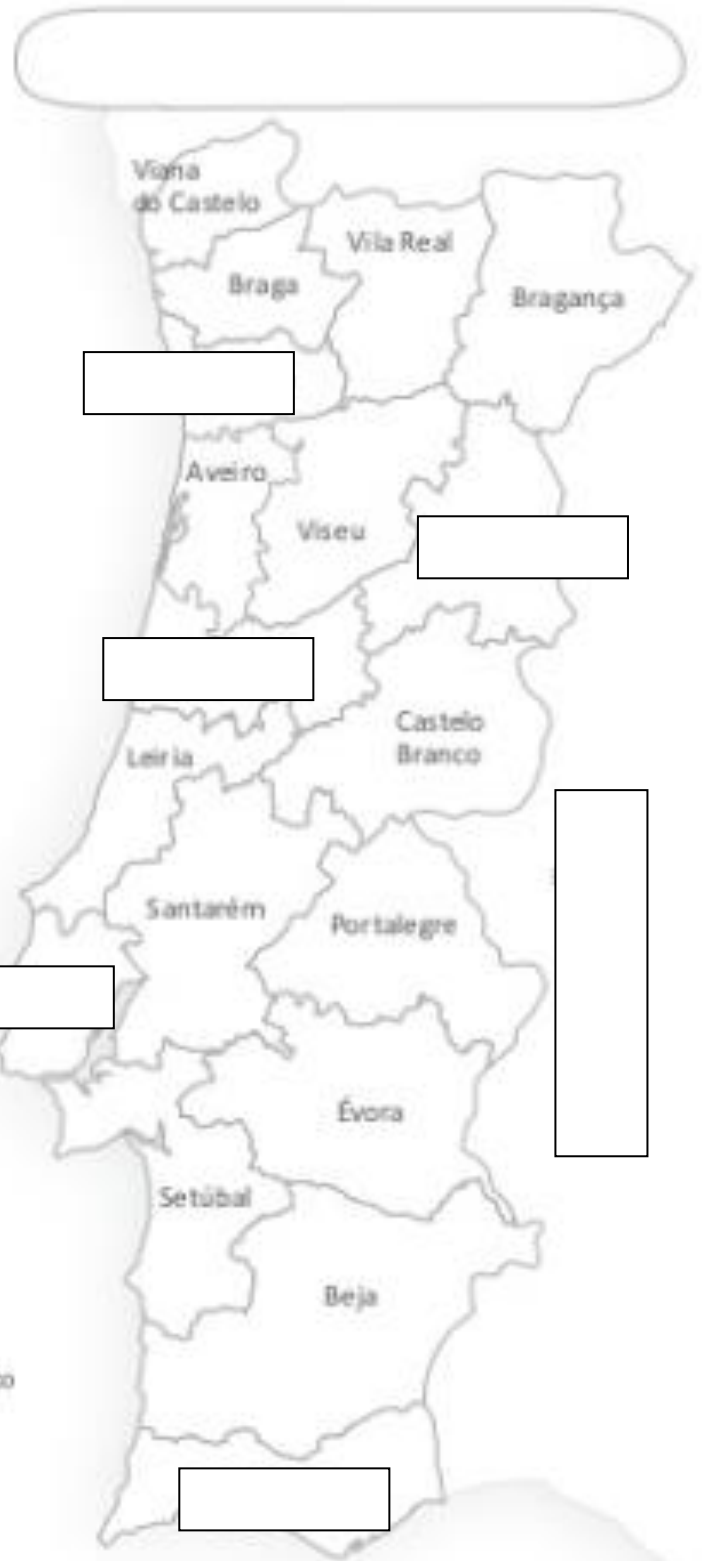 Viana
do Castelo
Vila Real
Braga
Bragança
Aveiro
Viseu
Castelo
Branco
Leiria
Santarém
Portalegre
Évora
Setúbal
Beja